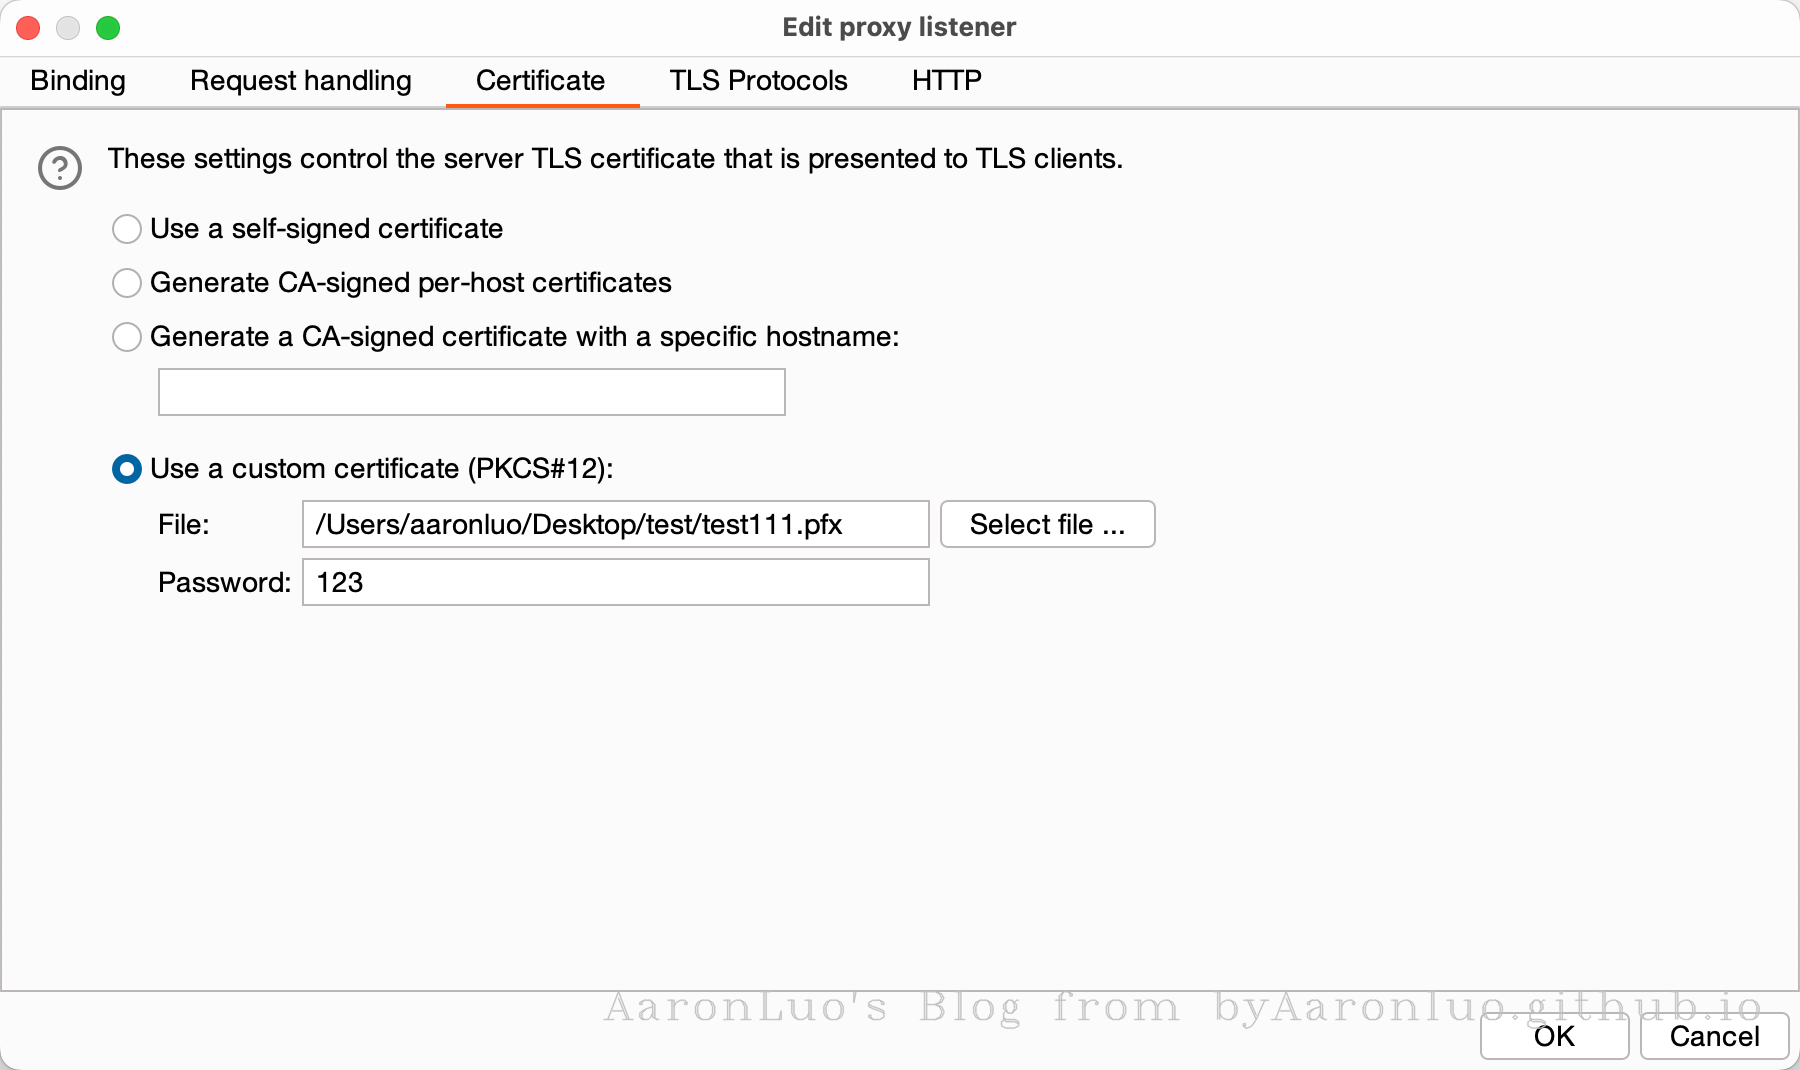 Edit proxy listener
Binding Request handling Certificate TLS Protocols HTTP
? These settings control the server TLS certificate that is presented to TLS clients.
Use a self-signed certificate
Generate CA-signed per-host certificates
Generate a CA-signed certificate with a specific hostname:
Use a custom certificate (PKCS#12):
File: /Users/aaronluo/Desktop/test/test111.pfx Select file ...
Password: 123
AaronLuo's Blog from byAaronluo.github.io
OK Cancel